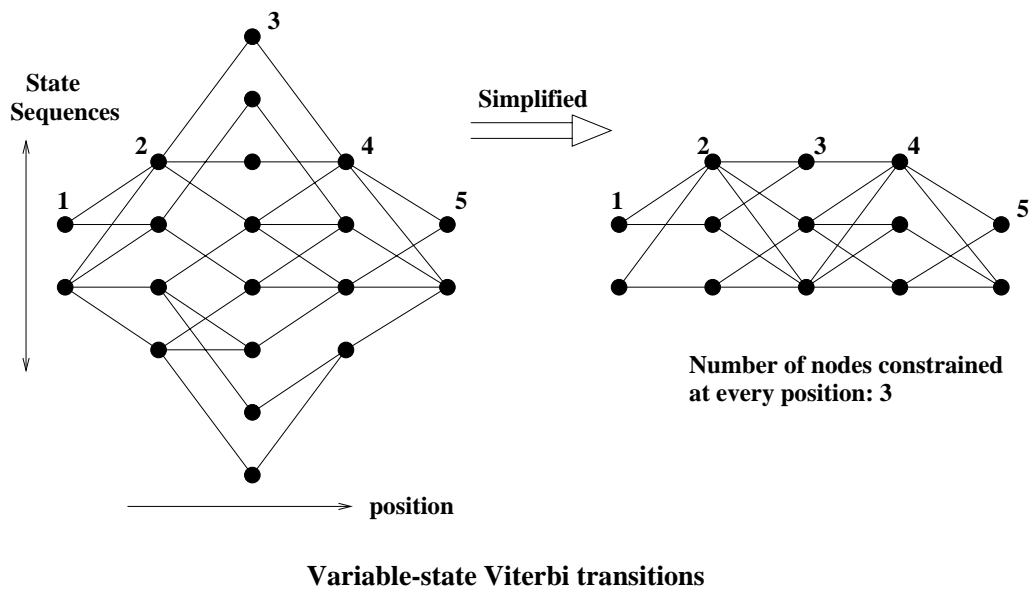 State
Sequences
1
2
3
4
5
position
Simplified
1
2
3
4
5
Number of nodes constrained
at every position: 3
Variable-state Viterbi transitions